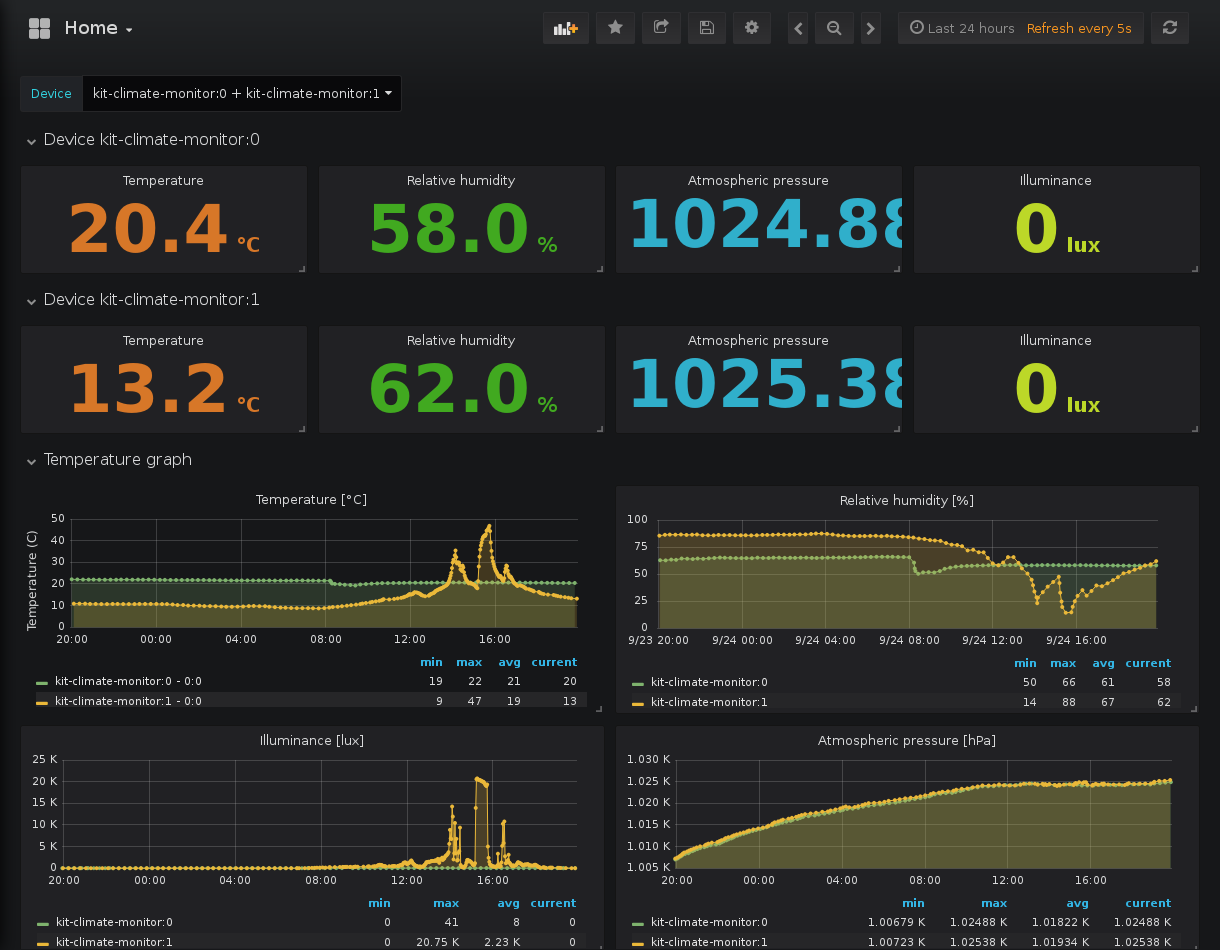 Home
Last 24 hours Refresh every 5s
Device kit-climate-monitor:0 + kit-climate-monitor:1
Device kit-climate-monitor:0
Temperature Relative humidity Atmospheric pressure Illuminance
20.4 °C 58.0 % 1024.88 0 lux
Device kit-climate-monitor:1
Temperature Relative humidity Atmospheric pressure Illuminance
13.2 °C 62.0 % 1025.38 0 lux
Temperature graph
Temperature [°C]
Temperature (C)
50
40
30
20
10
0
20:00 00:00 04:00 08:00 12:00 16:00
min max avg current
kit-climate-monitor:0 - 0:0 19 22 21 20
kit-climate-monitor:1 - 0:0 9 47 19 13
Relative humidity [%]
100
75
50
25
0
9/23 20:00 9/24 00:00 9/24 04:00 9/24 08:00 9/24 12:00 9/24 16:00
min max avg current
kit-climate-monitor:0 50 66 61 58
kit-climate-monitor:1 14 88 67 62
Illuminance [lux]
25 K
20 K
15 K
10 K
5 K
0
20:00 00:00 04:00 08:00 12:00 16:00
min max avg current
kit-climate-monitor:0 0 41 8 0
kit-climate-monitor:1 0 20.75 K 2.23 K 0
Atmospheric pressure [hPa]
1.030 K
1.025 K
1.020 K
1.015 K
1.010 K
1.005 K
20:00 00:00 04:00 08:00 12:00 16:00
min max avg current
kit-climate-monitor:0 1.00679 K 1.02488 K 1.01822 K 1.02488 K
kit-climate-monitor:1 1.00723 K 1.02538 K 1.01934 K 1.02538 K